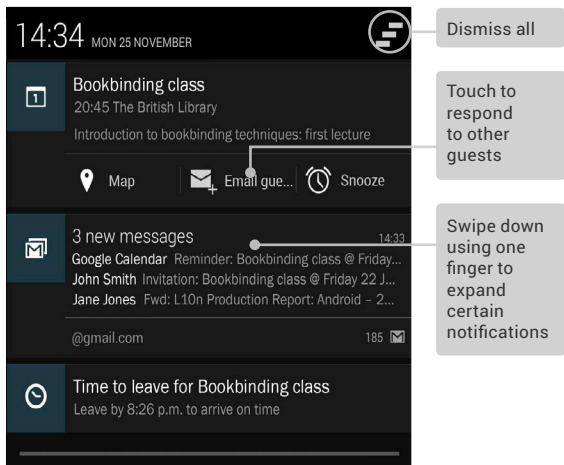 14:34 MON 25 NOVEMBER
Dismiss all
1
Bookbinding class
20:45 The British Library
Introduction to bookbinding techniques: first lecture
Map
Email gue...
Snooze
Touch to
respond
to other
guests
3 new messages 14:33
Google Calendar Reminder: Bookbinding class @ Friday...
John Smith Invitation: Bookbinding class @ Friday 22 J...
Jane Jones Fwd: L10n Production Report: Android – 2...
@gmail.com 185
Swipe down
using one
finger to
expand
certain
notifications
Time to leave for Bookbinding class
Leave by 8:26 p.m. to arrive on time